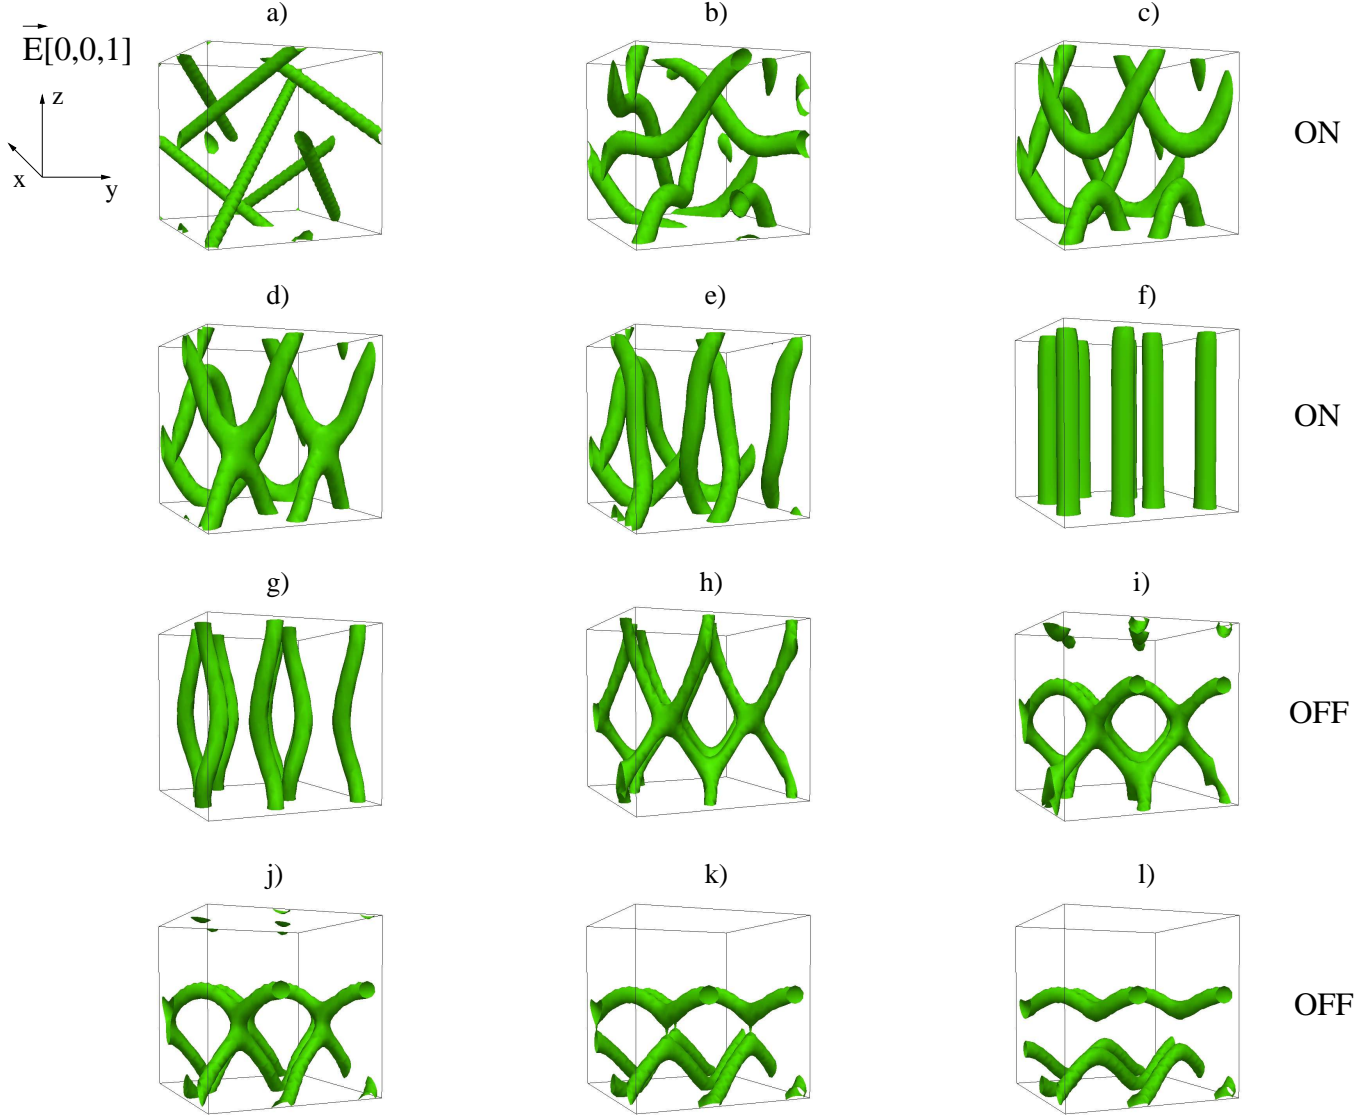 a) b) c)
E[0,0,1]
z
x y
ON
d) e) f)
ON
g) h) i)
OFF
j) k) l)
OFF